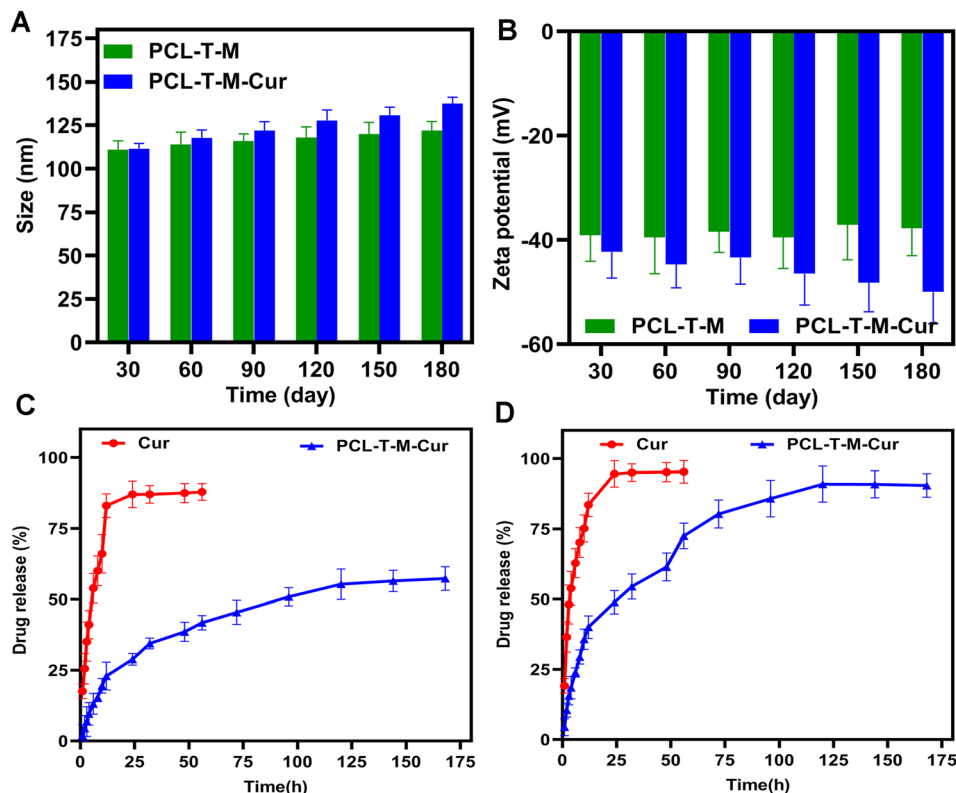 A
175
150
125
100
75
50
25
0
Size (nm)
PCL-T-M
PCL-T-M-Cur
30 60 90 120 150 180
Time (day)
B
0
-20
-40
-60
Zeta potential (mV)
PCL-T-M PCL-T-M-Cur
30 60 90 120 150 180
Time (day)
C
Cur PCL-T-M-Cur
100
75
50
25
0
Drug release (%)
0 25 50 75 100 125 150 175
Time(h)
D
Cur PCL-T-M-Cur
100
75
50
25
0
Drug release (%)
0 25 50 75 100 125 150 175
Time(h)